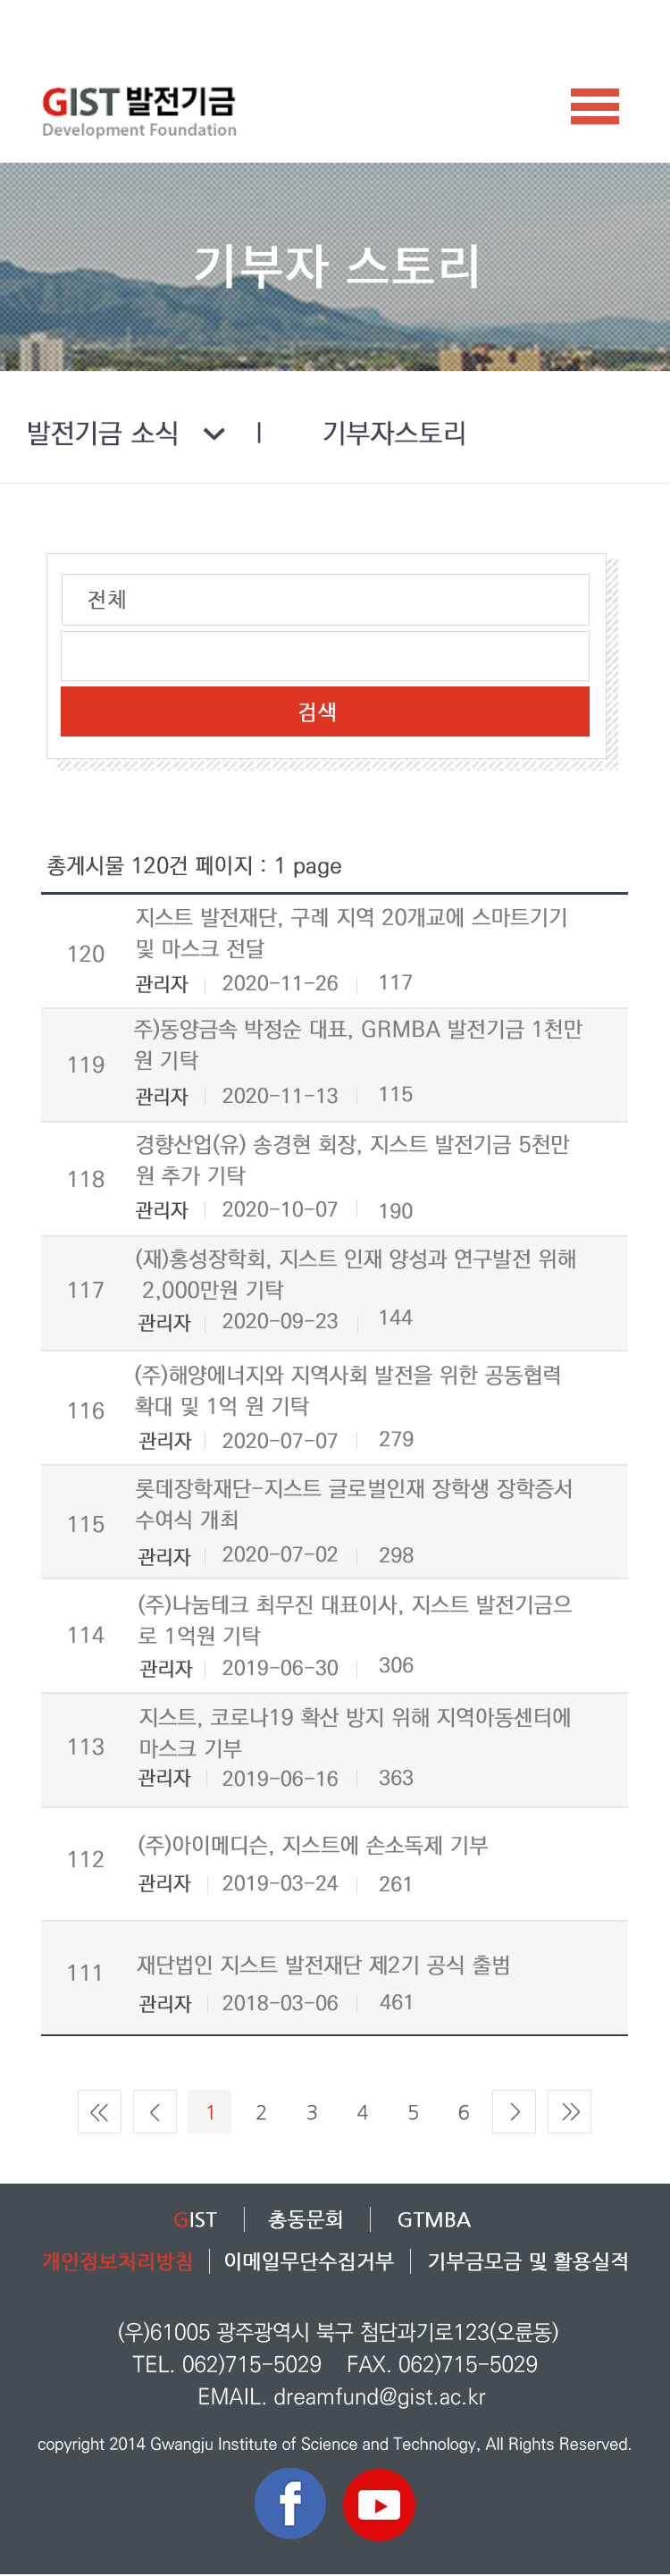 GIST 발전기금
Development Foundation
기부자 스토리
발전기금 소식 | 기부자스토리
전체
검색
총게시물 120건 페이지 : 1 page
지스트 발전재단, 구례 지역 20개교에 스마트기기
120
및 마스크 전달
관리자 2020-11-26 117
주)동양금속 박정순 대표, GRMBA 발전기금 1천만
119
원 기탁
관리자 2020-11-13 115
경향산업(유) 송경현 회장, 지스트 발전기금 5천만
118
원 추가 기탁
관리자 2020-10-07 190
(재)홍성장학회, 지스트 인재 양성과 연구발전 위해
117
2,000만원 기탁
관리자 2020-09-23 144
(주)해양에너지와 지역사회 발전을 위한 공동협력
116
확대 및 1억 원 기탁
관리자 2020-07-07 279
롯데장학재단-지스트 글로벌인재 장학생 장학증서
115
수여식 개최
관리자 2020-07-02 298
(주)나눔테크 최무진 대표이사, 지스트 발전기금으
114
로 1억원 기탁
관리자 2019-06-30 306
지스트, 코로나19 확산 방지 위해 지역아동센터에
113
마스크 기부
관리자 2019-06-16 363
(주)아이메디슨, 지스트에 손소독제 기부
112
관리자 2019-03-24 261
재단법인 지스트 발전재단 제2기 공식 출범
111
관리자 2018-03-06 461
1 2 3 4 5 6
GIST 총동문회 GTMBA
개인정보처리방침 이메일무단수집거부 기부금모금 및 활용실적
(우)61005 광주광역시 북구 첨단과기로123(오룡동)
TEL. 062)715-5029 FAX. 062)715-5029
EMAIL. dreamfund@gist.ac.kr
copyright 2014 Gwangju Institute of Science and Technology, All Rights Reserved.